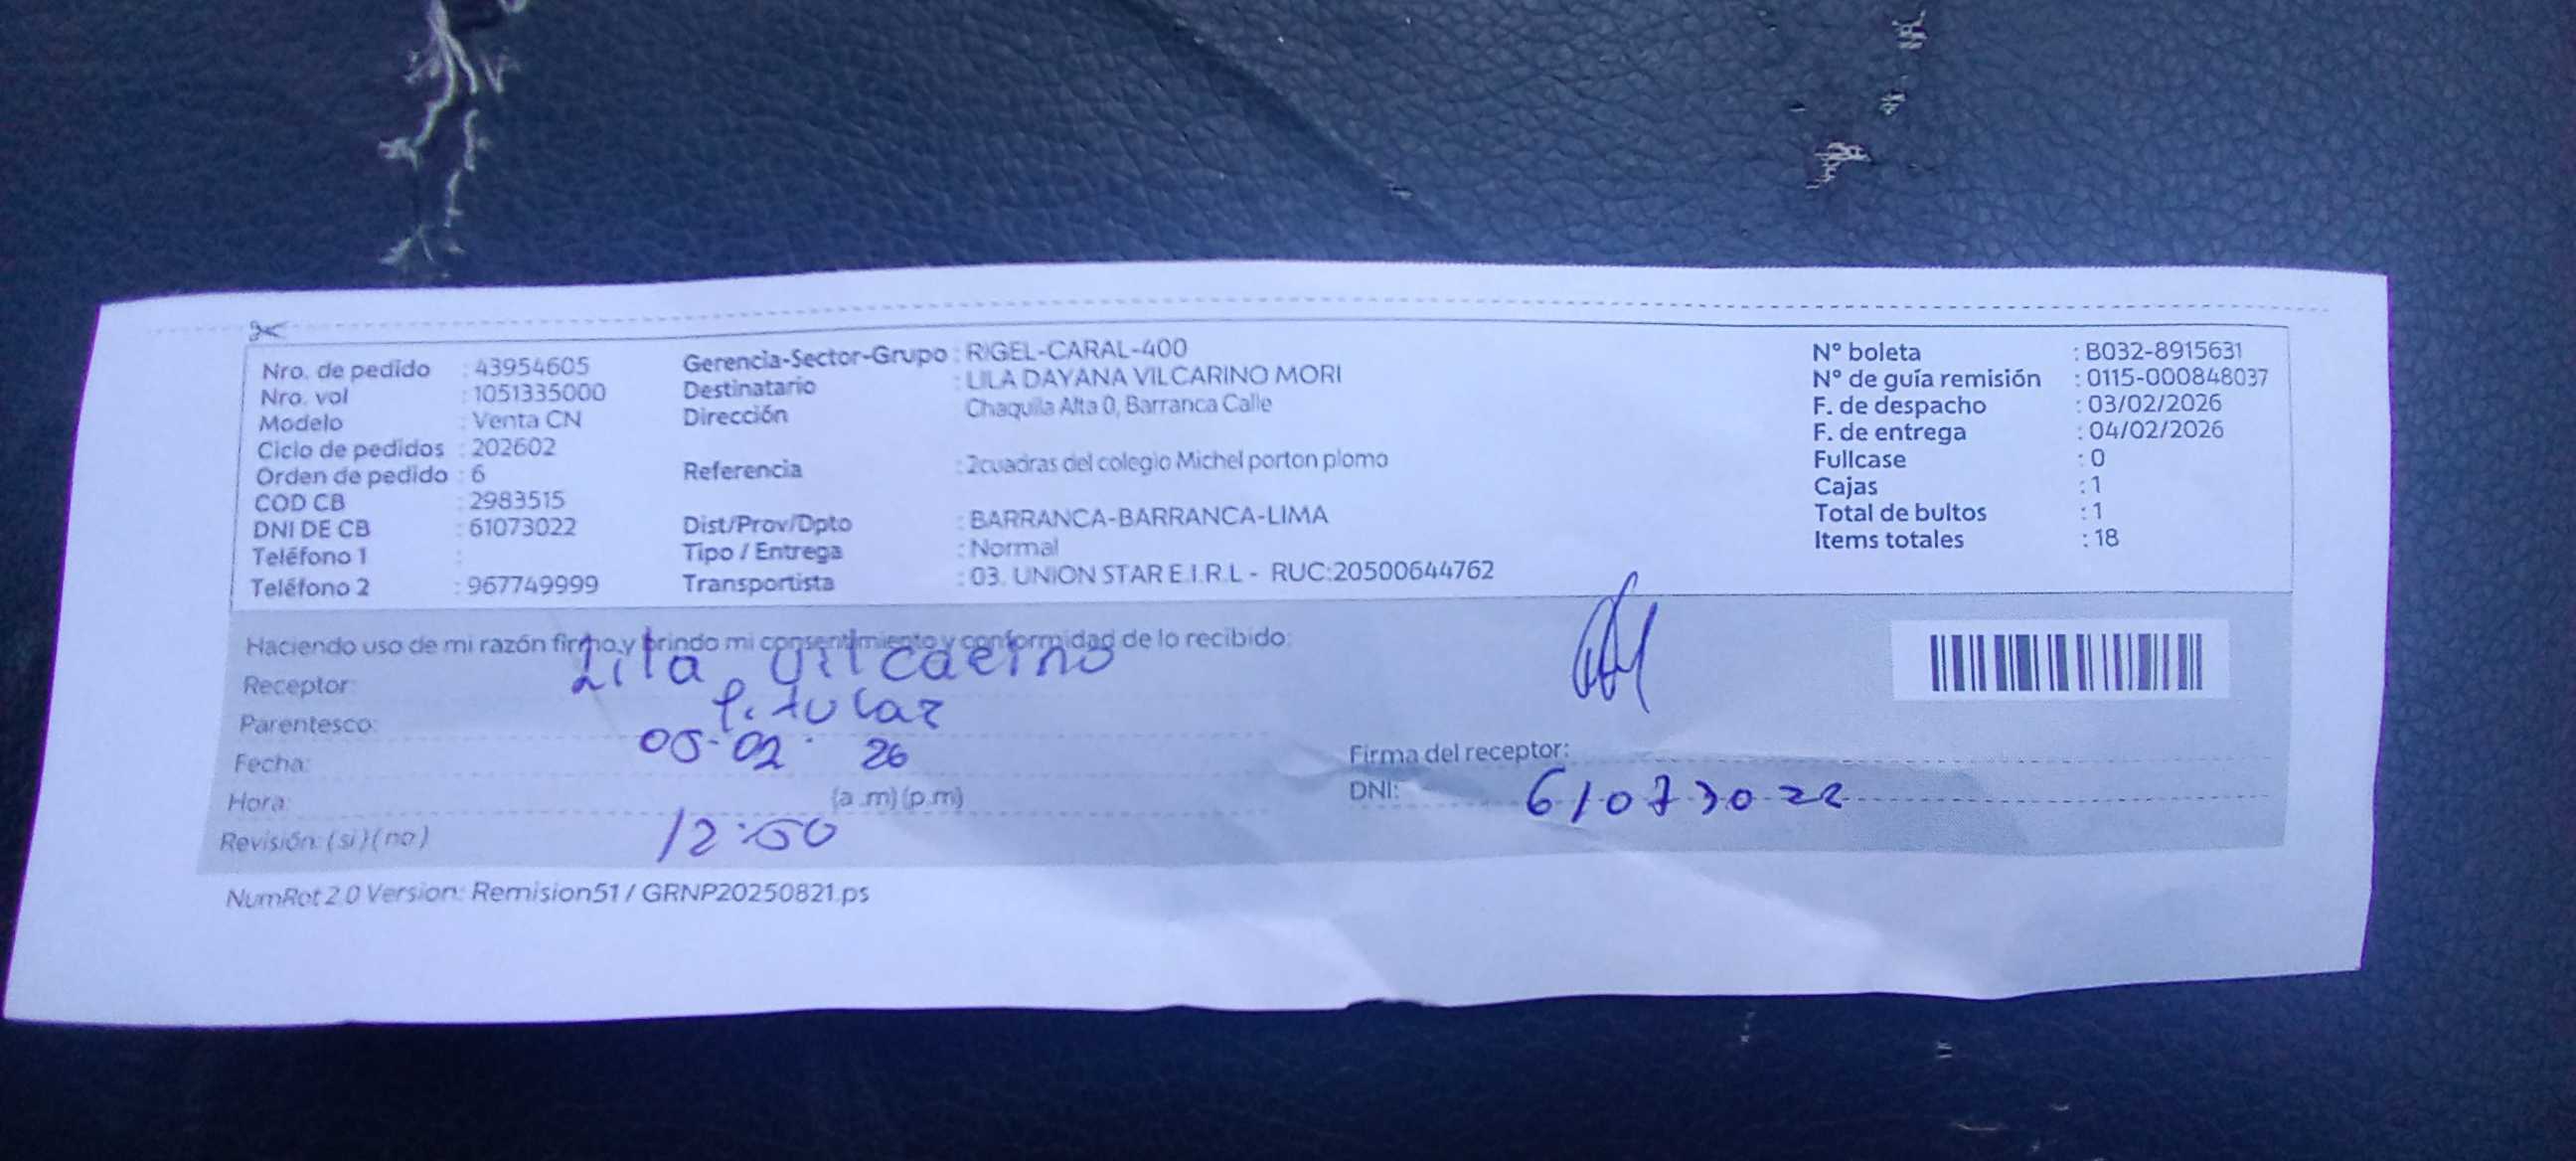 Nro. de pedido : 43954605
Nro. vol : 1051335000
Modelo : Venta CN
Ciclo de pedidos : 202602
Orden de pedido : 6
COD CB : 2983515
DNI DE CB : 61073022
Teléfono 1 :
Teléfono 2 : 967749999
Gerencia-Sector-Grupo : RIGEL-CARAL-400
Destinatario : LILA DAYANA VILCARINO MORI
Dirección Chaquila Alta 0, Barranca Calle
Referencia : 2cuadras del colegio Michel porton plomo
Dist/Prov/Dpto : BARRANCA-BARRANCA-LIMA
Tipo / Entrega : Normal
Transportista : 03. UNION STAR E.I.R.L - RUC:20500644762
N° boleta : B032-8915631
N° de guía remisión : 0115-000848037
F. de despacho : 03/02/2026
F. de entrega : 04/02/2026
Fullcase : 0
Cajas : 1
Total de bultos : 1
Items totales : 18
Haciendo uso de mi razón firmo y brindo mi consentimiento y conformidad de lo recibido:
Receptor: Lila Vilcarino
Parentesco: Titular
Fecha: 05-02-26
Hora: (a.m) (p.m)
Revisión: (si) (no) 12:50
Firma del receptor:
DNI: 61073022
NumRot 2.0 Version: Remision51 / GRNP20250821.ps